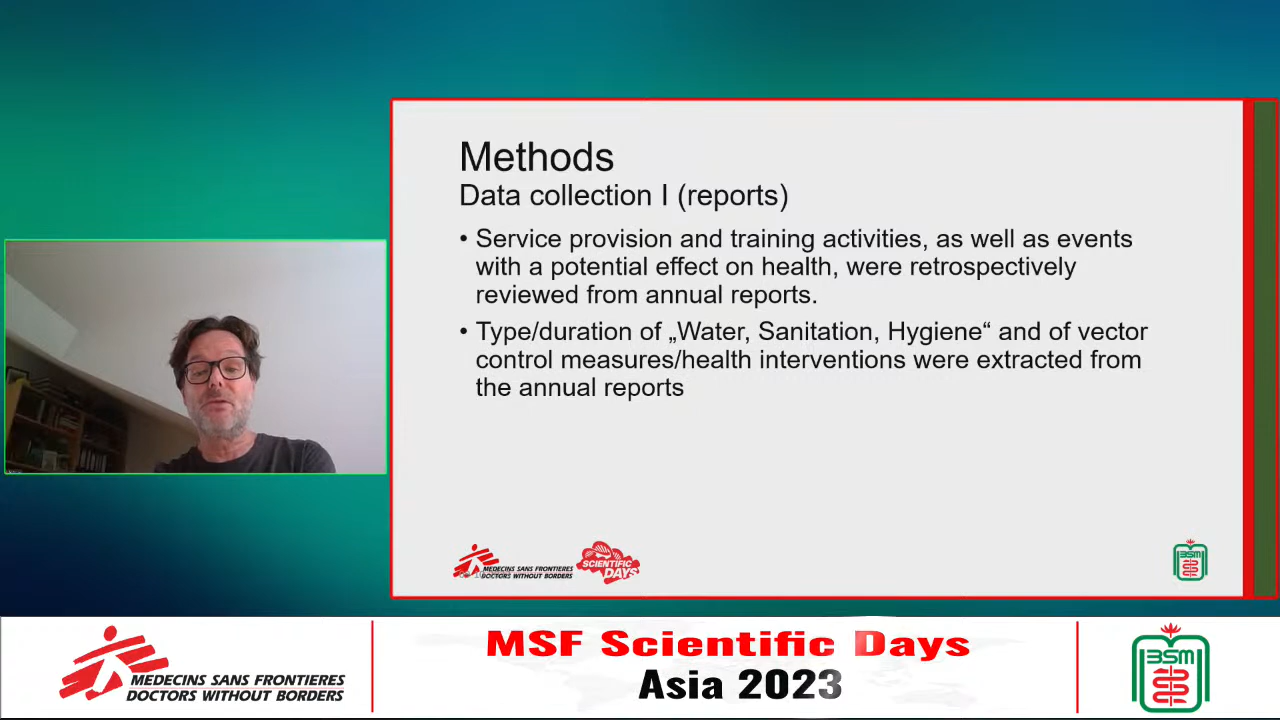 Methods
Data collection I (reports)
• Service provision and training activities, as well as events
with a potential effect on health, were retrospectively
reviewed from annual reports.
• Type/duration of „Water, Sanitation, Hygiene“ and of vector
control measures/health interventions were extracted from
the annual reports
MEDECINS SANS FRONTIERES
DOCTORS WITHOUT BORDERS
SCIENTIFIC
DAYS
BSM
MEDECINS SANS FRONTIERES
DOCTORS WITHOUT BORDERS
MSF Scientific Days
Asia 2023
BSM